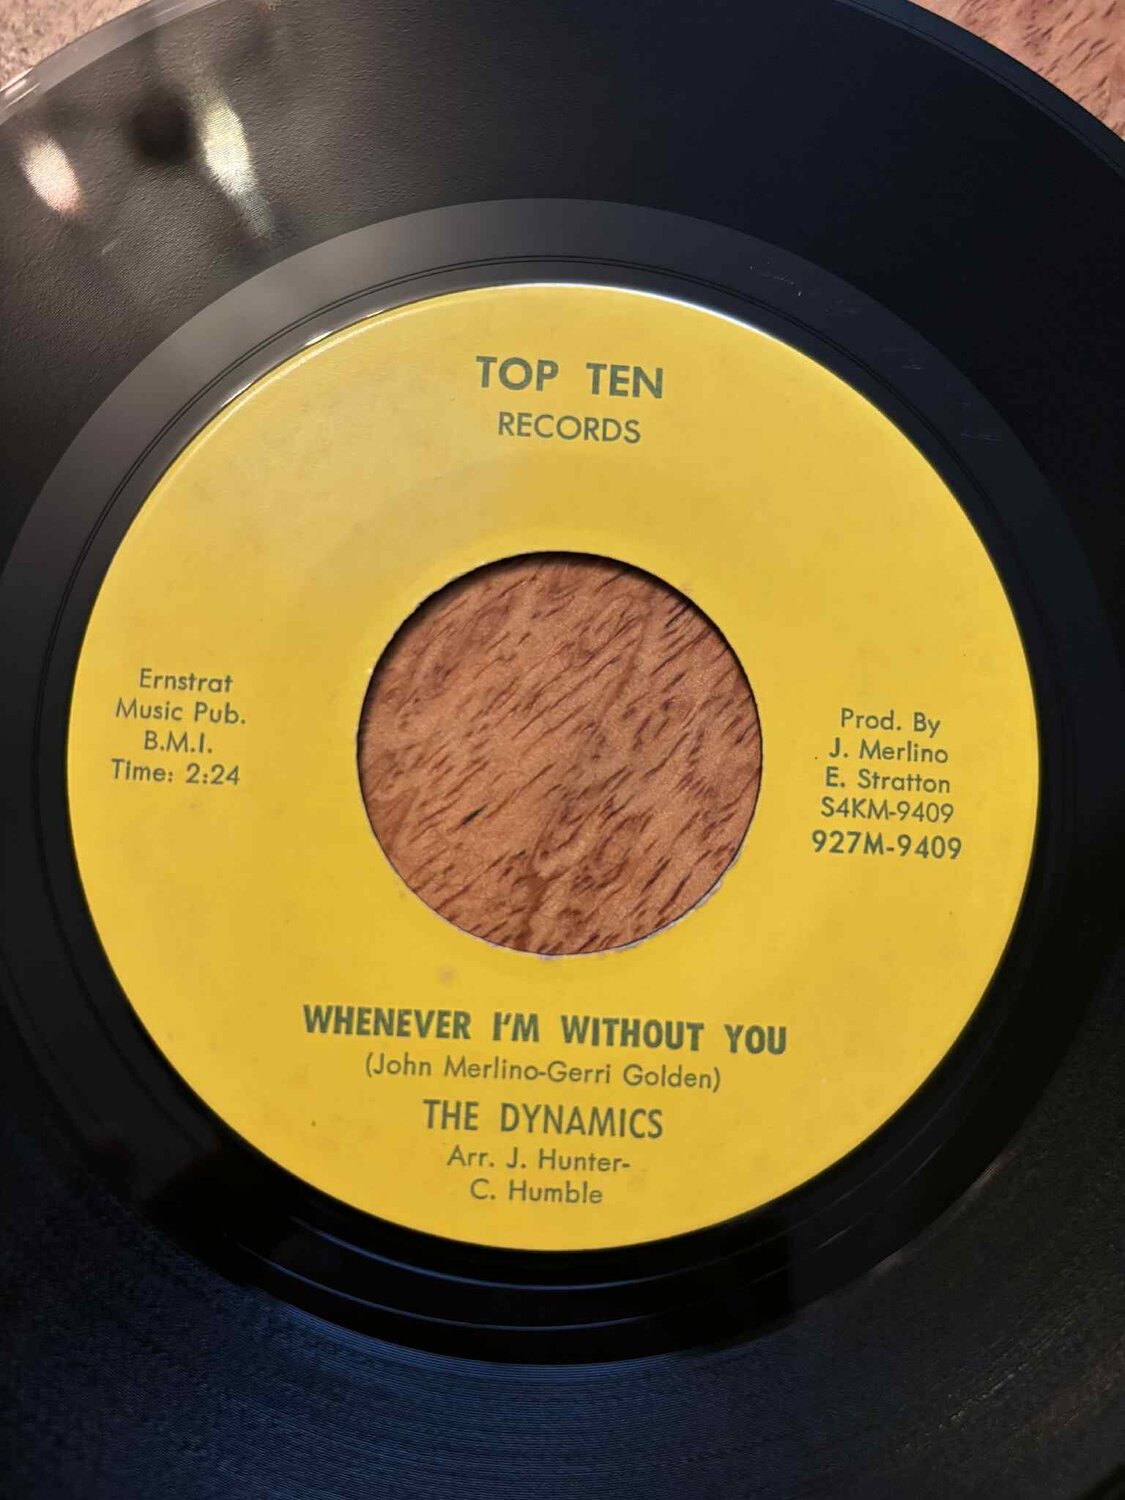 TOP TEN
RECORDS
Ernstrat
Music Pub.
B.M.I.
Time: 2:24
Prod. By
J. Merlino
E. Stratton
S4KM-9409
927M-9409
WHENEVER I'M WITHOUT YOU
(John Merlino-Gerri Golden)
THE DYNAMICS
Arr. J. Hunter-
C. Humble